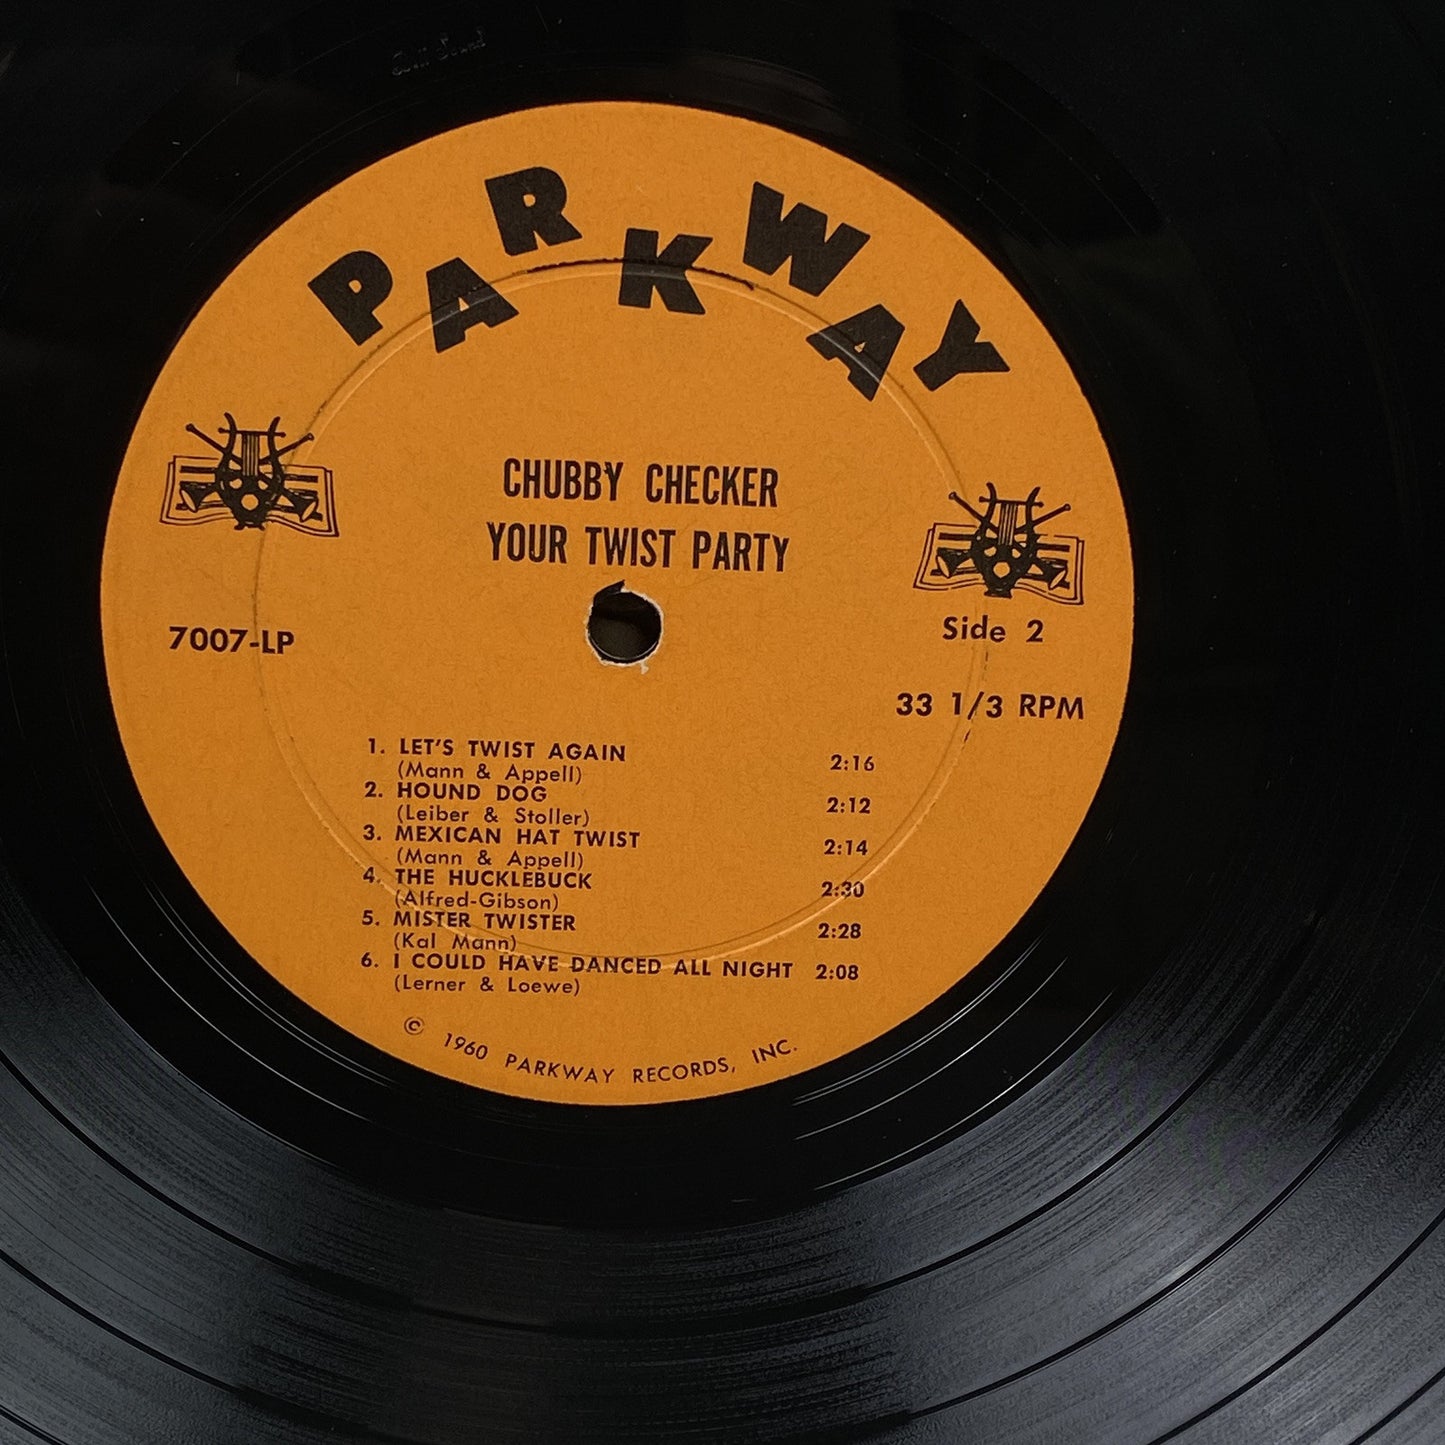 PARKWAY
CHUBBY CHECKER
YOUR TWIST PARTY
7007-LP
Side 2
33 1/3 RPM
1. LET'S TWIST AGAIN 2:16
(Mann & Appell)
2. HOUND DOG 2:12
(Leiber & Stoller)
3. MEXICAN HAT TWIST 2:14
(Mann & Appell)
4. THE HUCKLEBUCK 2:30
(Alfred-Gibson)
5. MISTER TWISTER 2:28
(Kal Mann)
6. I COULD HAVE DANCED ALL NIGHT 2:08
(Lerner & Loewe)
© 1960 PARKWAY RECORDS, INC.